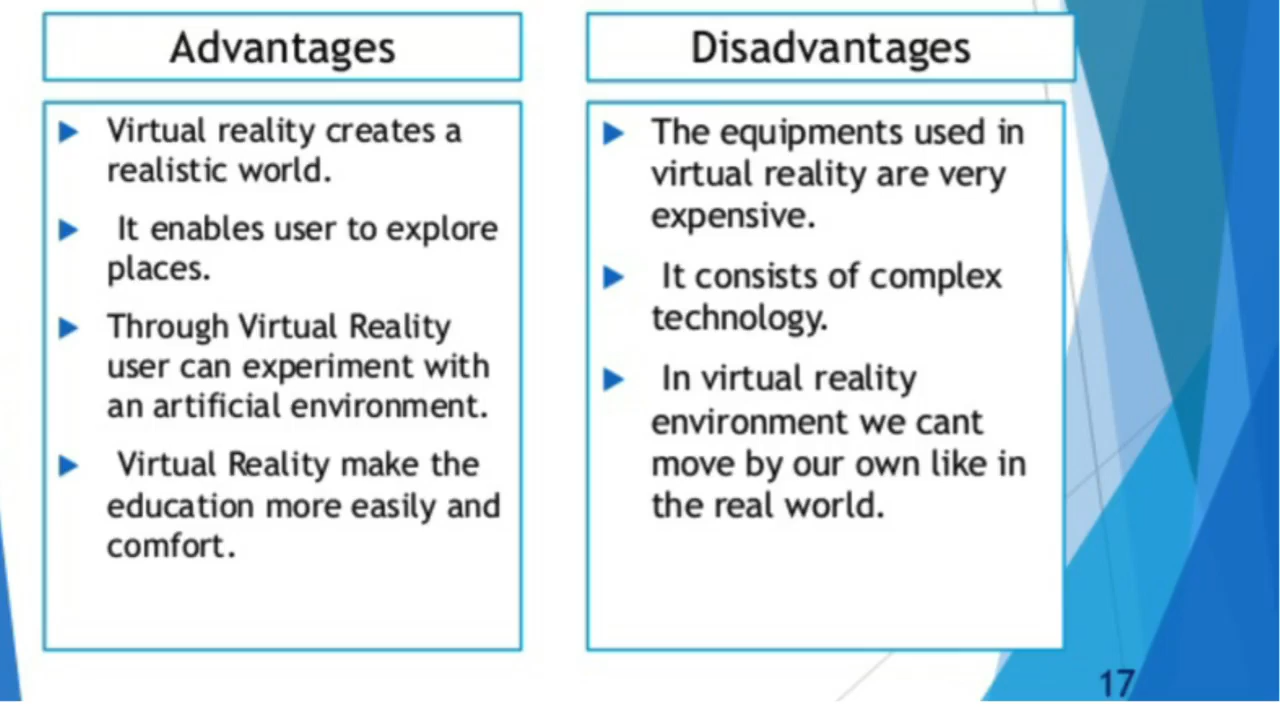 Advantages
Virtual reality creates a
realistic world.
It enables user to explore
places.
Through Virtual Reality
user can experiment with
an artificial environment.
Virtual Reality make the
education more easily and
comfort.
Disadvantages
The equipments used in
virtual reality are very
expensive.
It consists of complex
technology.
In virtual reality
environment we cant
move by our own like in
the real world.
17